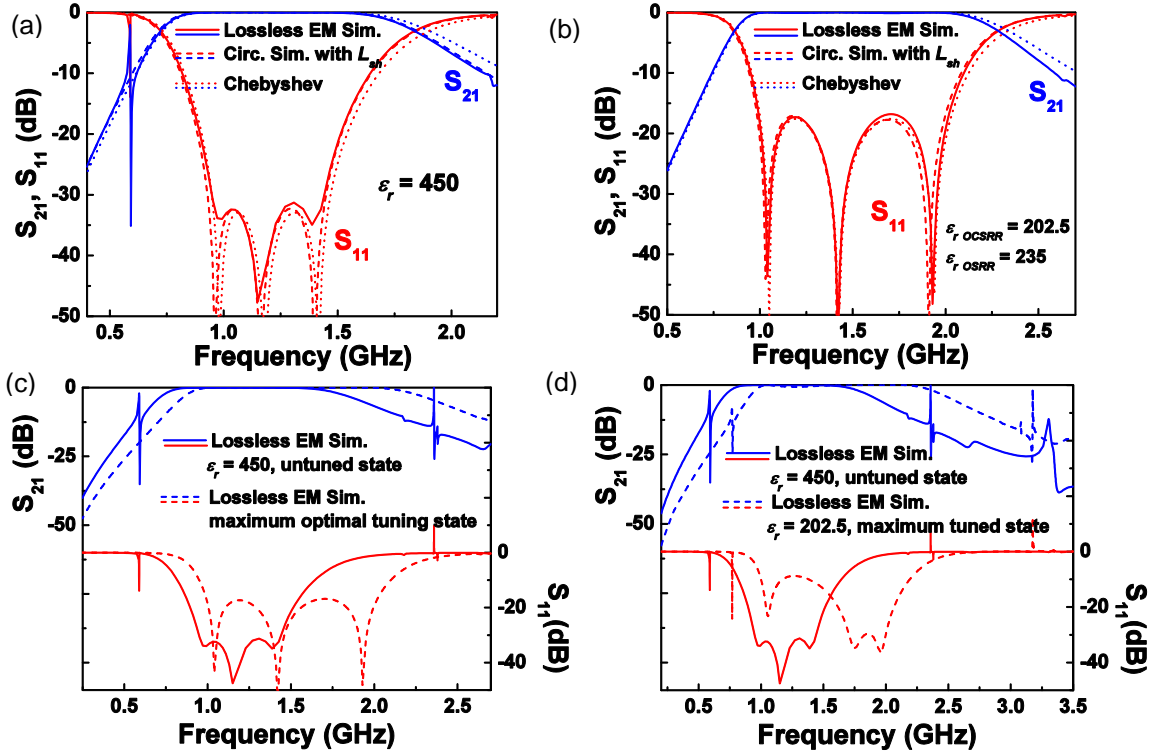 (a)
S21, S11 (dB)
0
-10
-20
-30
-40
-50
Lossless EM Sim.
Circ. Sim. with Lsh
Chebyshev
S21
εr = 450
S11
0.5 1.0 1.5 2.0
Frequency (GHz)
(b)
S21, S11 (dB)
0
-10
-20
-30
-40
-50
Lossless EM Sim.
Circ. Sim. with Lsh
Chebyshev
S21
S11
εr OCSRR = 202.5
εr OSRR = 235
0.5 1.0 1.5 2.0 2.5
Frequency (GHz)
(c)
S21 (dB)
0
-25
-50
Lossless EM Sim.
εr = 450, untuned state
Lossless EM Sim.
maximum optimal tuning state
0
-20
-40
S11(dB)
0.5 1.0 1.5 2.0 2.5
Frequency (GHz)
(d)
S21 (dB)
0
-25
-50
Lossless EM Sim.
εr = 450, untuned state
Lossless EM Sim.
εr = 202.5, maximum tuned state
0
-20
-40
S11(dB)
0.5 1.0 1.5 2.0 2.5 3.0 3.5
Frequency (GHz)